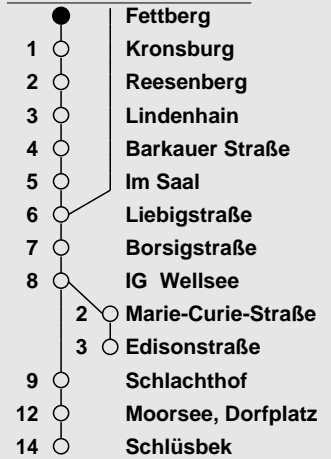 Fettberg
1 Kronsburg
2 Reesenberg
3 Lindenhain
4 Barkauer Straße
5 Im Saal
6 Liebigstraße
7 Borsigstraße
8 IG Wellsee
2 Marie-Curie-Straße
3 Edisonstraße
9 Schlachthof
12 Moorsee, Dorfplatz
14 Schlüsbek